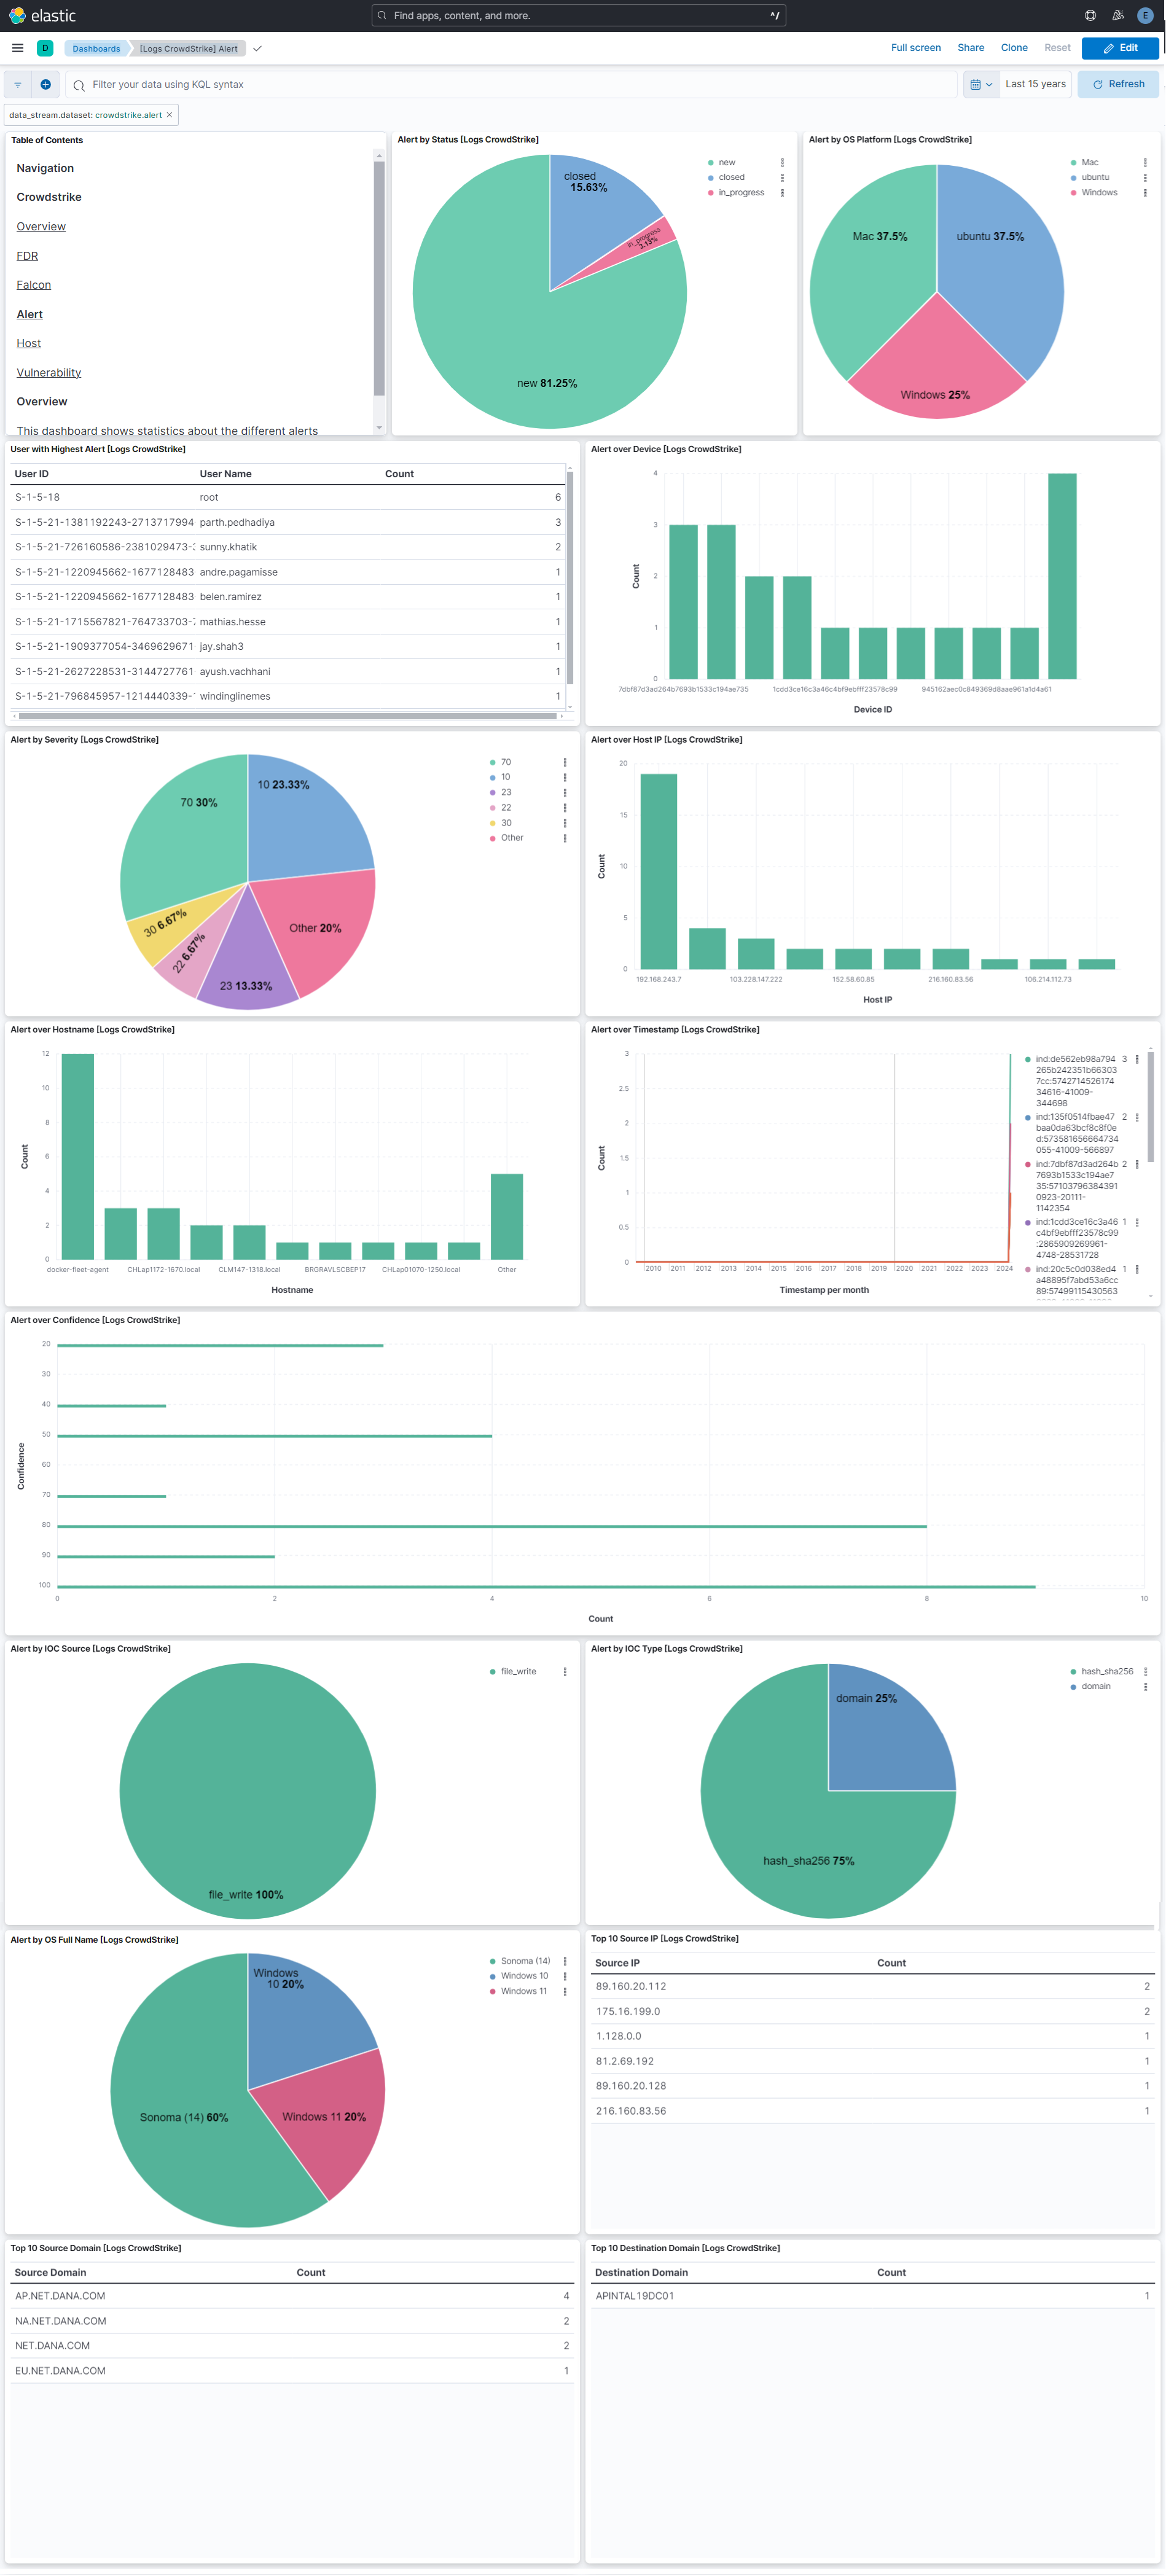 elastic
Find apps, content, and more.
^/
E
D
Dashboards
[Logs CrowdStrike] Alert
Full screen
Share
Clone
Reset
Edit
Filter your data using KQL syntax
Last 15 years
Refresh
data_stream.dataset: crowdstrike.alert ×
Table of Contents
Navigation
Crowdstrike
Overview
FDR
Falcon
Alert
Host
Vulnerability
Overview
This dashboard shows statistics about the different alerts
Alert by Status [Logs CrowdStrike]
closed
15.63%
in_progress
3.13%
new 81.25%
new
closed
in_progress
Alert by OS Platform [Logs CrowdStrike]
Mac 37.5%
ubuntu 37.5%
Windows 25%
Mac
ubuntu
Windows
User with Highest Alert [Logs CrowdStrike]
User ID User Name Count
S-1-5-18 root 6
S-1-5-21-1381192243-2713717994 parth.pedhadiya 3
S-1-5-21-726160586-2381029473- sunny.khatik 2
S-1-5-21-1220945662-1677128483 andre.pagamisse 1
S-1-5-21-1220945662-1677128483 belen.ramirez 1
S-1-5-21-1715567821-764733703- mathias.hesse 1
S-1-5-21-1909377054-3469629671 jay.shah3 1
S-1-5-21-2627228531-3144727761 ayush.vachhani 1
S-1-5-21-796845957-1214440339- windinglinemes 1
Alert over Device [Logs CrowdStrike]
4
3
2
1
0
Count
7dbf87d3ad264b7693b1533c194ae735
1cdd3ce16c3a46c4bf9ebfff23578c99
945162aec0c849369d8aae961a1d4a61
Device ID
Alert by Severity [Logs CrowdStrike]
70 30%
10 23.33%
Other 20%
23 13.33%
22 6.67%
30 6.67%
70
10
23
22
30
Other
Alert over Host IP [Logs CrowdStrike]
20
15
10
5
0
Count
192.168.243.7
103.228.147.222
152.58.60.85
216.160.83.56
106.214.112.73
Host IP
Alert over Hostname [Logs CrowdStrike]
12
10
8
6
4
2
0
Count
docker-fleet-agent
CHLap1172-1670.local
CLM147-1318.local
BRGRAVLSCBEP17
CHLap01070-1250.local
Other
Hostname
Alert over Timestamp [Logs CrowdStrike]
3
2.5
2
1.5
1
0.5
0
Count
2010 2011 2012 2013 2014 2015 2016 2017 2018 2019 2020 2021 2022 2023 2024
Timestamp per month
ind:de562eb98a794 3
265b242351b66303
7cc:5742714526174
34616-41009-
344698
ind:135f0514fbae47 2
baa0da63bcf8c8f0e
d:573581656664734
055-41009-566897
ind:7dbf87d3ad264b 2
7693b1533c194ae7
35:57103796384391
0923-20111-
1142354
ind:1cdd3ce16c3a46 1
c4bf9ebfff23578c99
:2865909269961-
4748-28531728
ind:20c5c0d038ed4 1
a48895f7abd53a6cc
89:57499115430563
Alert over Confidence [Logs CrowdStrike]
20
30
40
50
60
70
80
90
100
Confidence
0 2 4 6 8 10
Count
Alert by IOC Source [Logs CrowdStrike]
file_write 100%
file_write
Alert by IOC Type [Logs CrowdStrike]
domain 25%
hash_sha256 75%
hash_sha256
domain
Alert by OS Full Name [Logs CrowdStrike]
Windows
10 20%
Windows 11 20%
Sonoma (14) 60%
Sonoma (14)
Windows 10
Windows 11
Top 10 Source IP [Logs CrowdStrike]
Source IP Count
89.160.20.112 2
175.16.199.0 2
1.128.0.0 1
81.2.69.192 1
89.160.20.128 1
216.160.83.56 1
Top 10 Source Domain [Logs CrowdStrike]
Source Domain Count
AP.NET.DANA.COM 4
NA.NET.DANA.COM 2
NET.DANA.COM 2
EU.NET.DANA.COM 1
Top 10 Destination Domain [Logs CrowdStrike]
Destination Domain Count
APINTAL19DC01 1